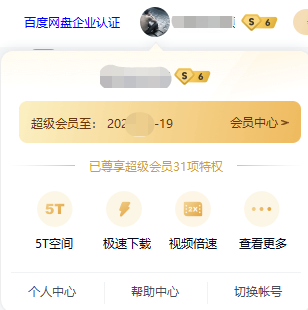 百度网盘企业认证
S 6
S 6
超级会员至： 202 -19 会员中心 >
已尊享超级会员31项特权
5T 2X
5T空间 极速下载 视频倍速 查看更多
个人中心 帮助中心 切换帐号